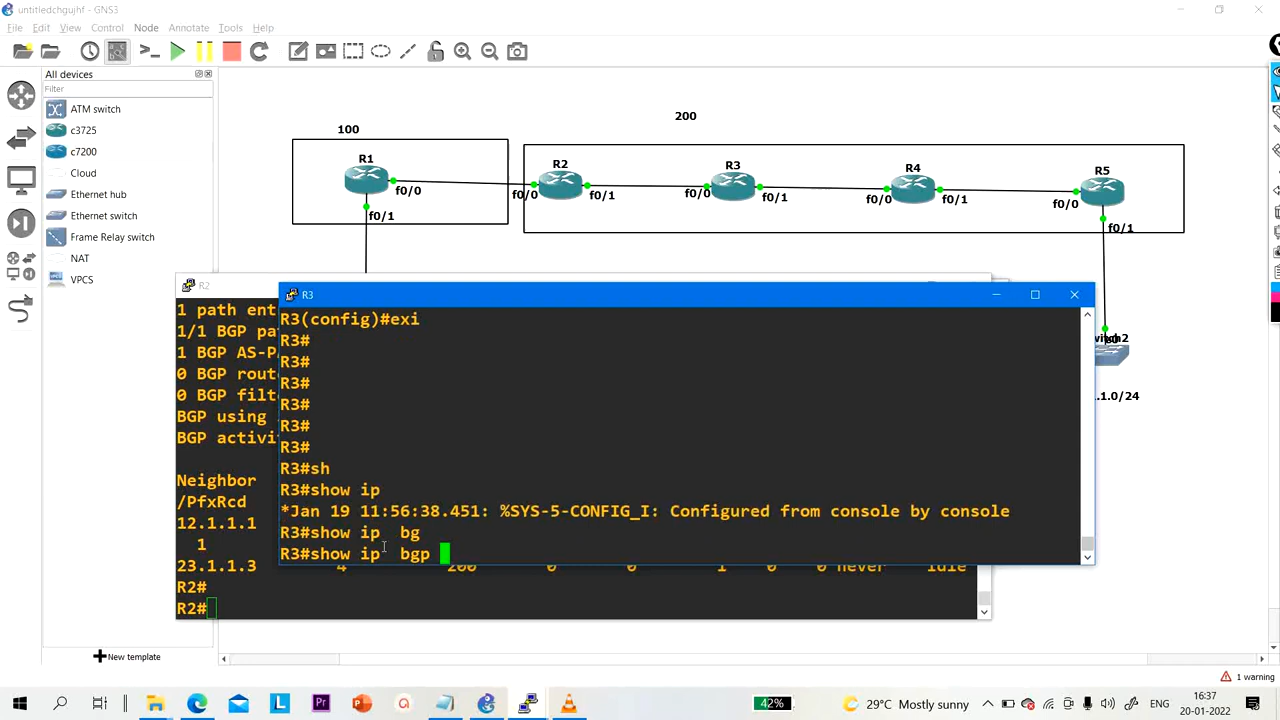 untitledchgujhf - GNS3
File Edit View Control Node Annotate Tools Help
All devices
Filter
ATM switch
c3725
c7200
Cloud
Ethernet hub
Ethernet switch
Frame Relay switch
NAT
VPCS
New template
100
200
R1
f0/0
f0/1
R2
f0/0
f0/1
R3
f0/0
f0/1
R4
f0/0
f0/1
R5
f0/0
f0/1
R2
1 path ent
1/1 BGP pa
1 BGP AS-P
0 BGP rout
0 BGP filt
BGP using
BGP activi
Neighbor
/PfxRcd
12.1.1.1
1
23.1.1.3 4 200 0 0 1 0 0 never Idle
R2#
R2#
R3
R3(config)#exi
R3#
R3#
R3#
R3#
R3#
R3#
R3#sh
R3#show ip
*Jan 19 11:56:38.451: %SYS-5-CONFIG_I: Configured from console by console
R3#show ip  bg
R3#show ip  bgp
witch2
.1.0/24
1 warning
42%
29°C Mostly sunny
ENG
16:37
20-01-2022